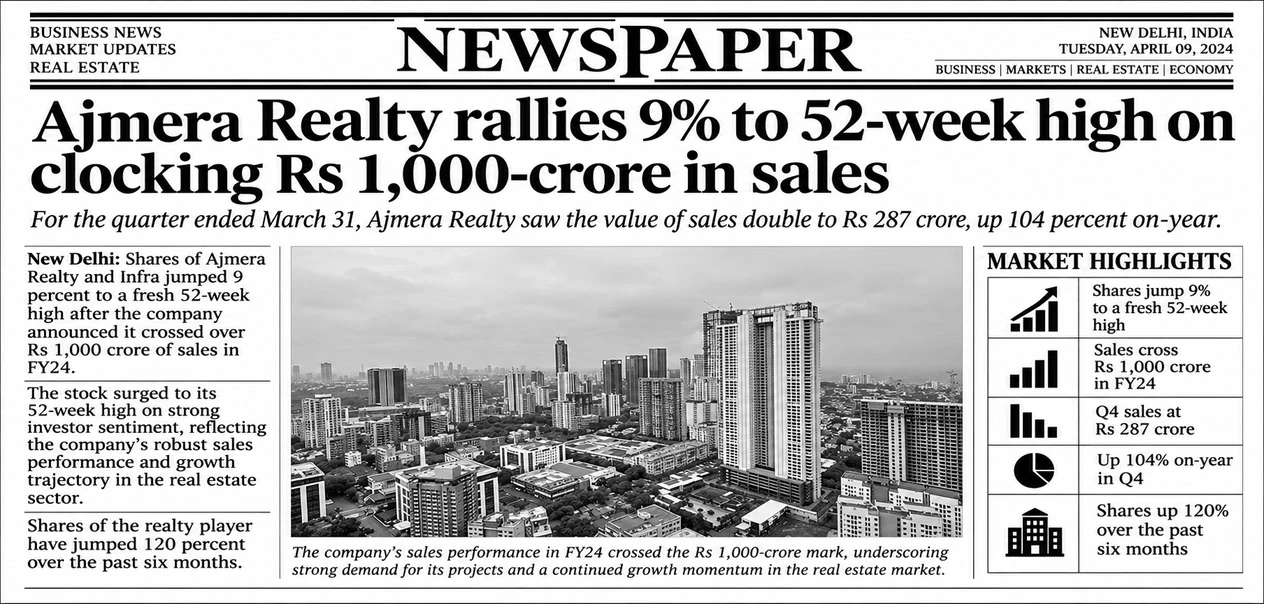 BUSINESS NEWS
MARKET UPDATES
REAL ESTATE
NEWSPAPER
NEW DELHI, INDIA
TUESDAY, APRIL 09, 2024
BUSINESS | MARKETS | REAL ESTATE | ECONOMY
Ajmera Realty rallies 9% to 52-week high on
clocking Rs 1,000-crore in sales
For the quarter ended March 31, Ajmera Realty saw the value of sales double to Rs 287 crore, up 104 percent on-year.
New Delhi: Shares of Ajmera
Realty and Infra jumped 9
percent to a fresh 52-week
high after the company
announced it crossed over
Rs 1,000 crore of sales in
FY24.
The stock surged to its
52-week high on strong
investor sentiment, reflecting
the company's robust sales
performance and growth
trajectory in the real estate
sector.
Shares of the realty player
have jumped 120 percent
over the past six months.
The company's sales performance in FY24 crossed the Rs 1,000-crore mark, underscoring
strong demand for its projects and a continued growth momentum in the real estate market.
MARKET HIGHLIGHTS
Shares jump 9%
to a fresh 52-week
high
Sales cross
Rs 1,000 crore
in FY24
Q4 sales at
Rs 287 crore
Up 104% on-year
in Q4
Shares up 120%
over the past
six months